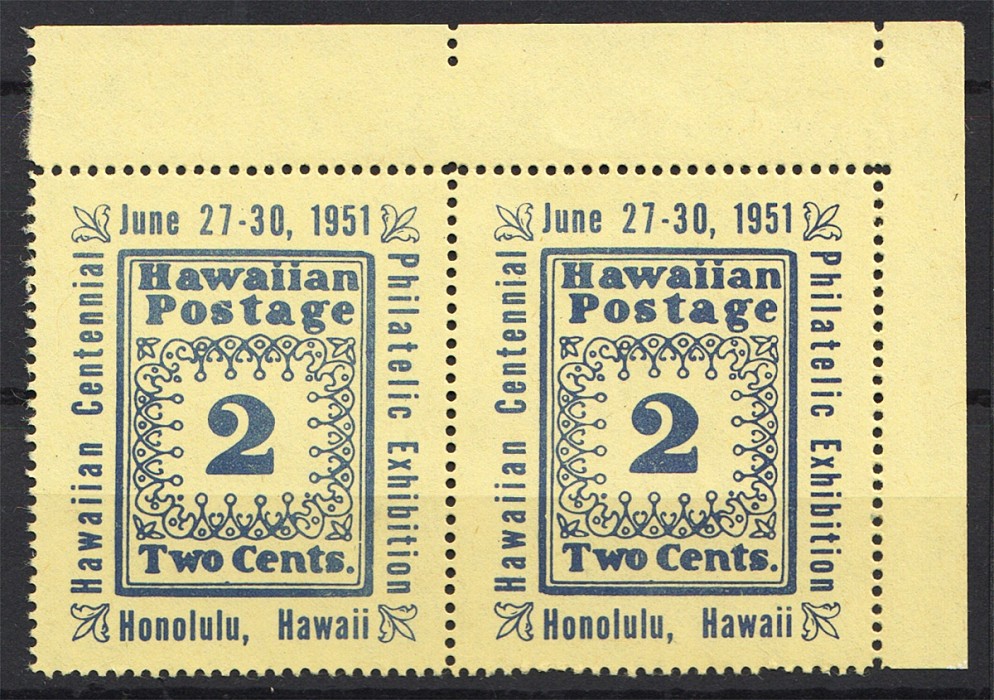 June 27-30, 1951
Hawaiian Centennial
Hawaiian
Postage
2
Two Cents.
Philatelic Exhibition
Honolulu, Hawaii
June 27-30, 1951
Hawaiian Centennial
Hawaiian
Postage
2
Two Cents.
Philatelic Exhibition
Honolulu, Hawaii